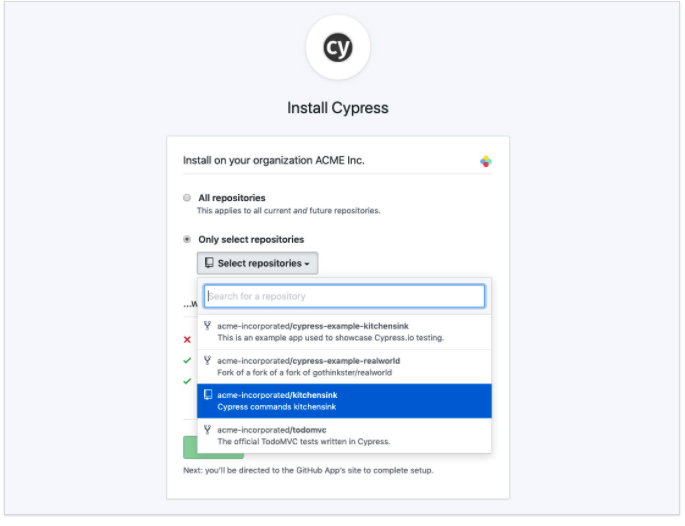 cy
Install Cypress
Install on your organization ACME Inc.
All repositories
This applies to all current and future repositories.
Only select repositories
Select repositories
Search for a repository
...w
acme-incorporated/cypress-example-kitchensink
This is an example app used to showcase Cypress.io testing.
acme-incorporated/cypress-example-realworld
Fork of a fork of a fork of gothinkster/realworld
acme-incorporated/kitchensink
Cypress commands kitchensink
acme-incorporated/todomvc
The official TodoMVC tests written in Cypress.
Next: you'll be directed to the GitHub App's site to complete setup.